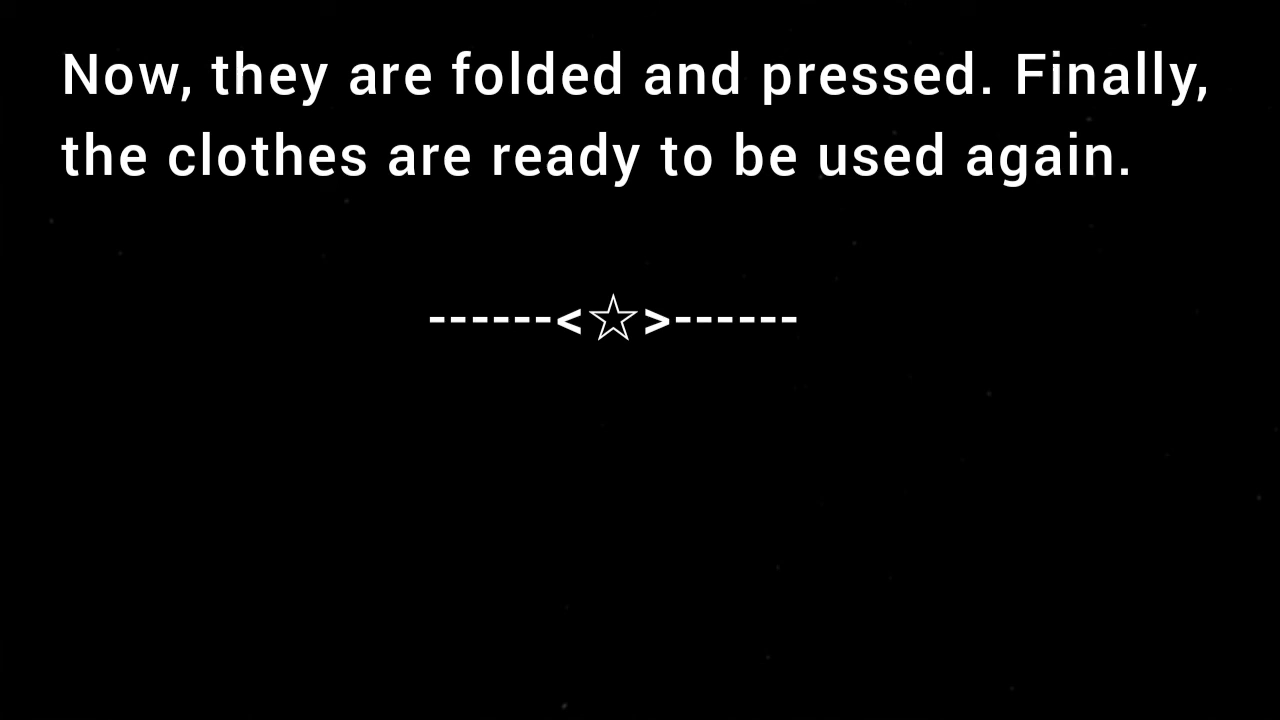 Now, they are folded and pressed. Finally,
the clothes are ready to be used again.
------<☆>------